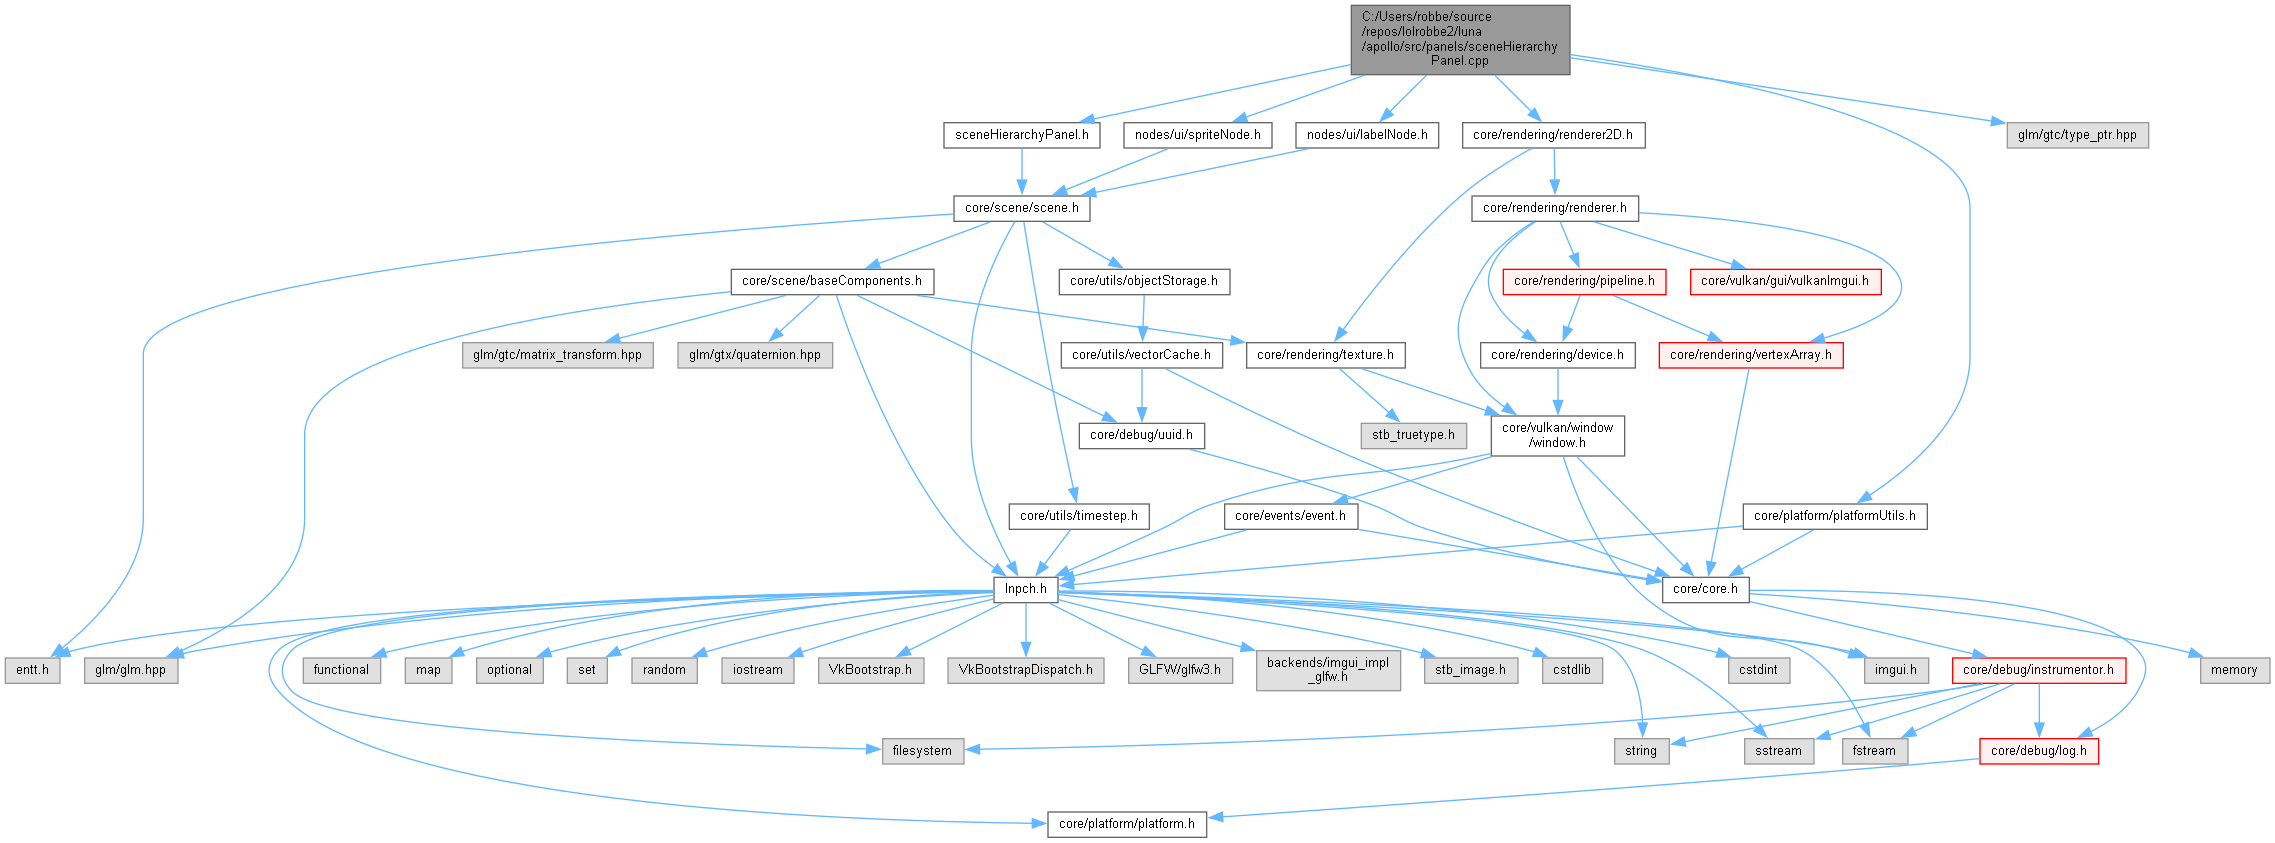 C:/Users/robbe/source
/repos/lolrobbe2/luna
/apollo/src/panels/sceneHierarchy
Panel.cpp
sceneHierarchyPanel.h
nodes/ui/spriteNode.h
nodes/ui/labelNode.h
core/rendering/renderer2D.h
glm/gtc/type_ptr.hpp
core/scene/scene.h
core/rendering/renderer.h
core/scene/baseComponents.h
core/utils/objectStorage.h
core/rendering/pipeline.h
core/vulkan/gui/vulkanImgui.h
glm/gtc/matrix_transform.hpp
glm/gtx/quaternion.hpp
core/utils/vectorCache.h
core/rendering/texture.h
core/rendering/device.h
core/rendering/vertexArray.h
core/debug/uuid.h
stb_truetype.h
core/vulkan/window
/window.h
core/utils/timestep.h
core/events/event.h
core/platform/platformUtils.h
lnpch.h
core/core.h
entt.h
glm/glm.hpp
functional
map
optional
set
random
iostream
VkBootstrap.h
VkBootstrapDispatch.h
GLFW/glfw3.h
backends/imgui_impl
_glfw.h
stb_image.h
cstdlib
cstdint
imgui.h
core/debug/instrumentor.h
memory
filesystem
string
sstream
fstream
core/debug/log.h
core/platform/platform.h